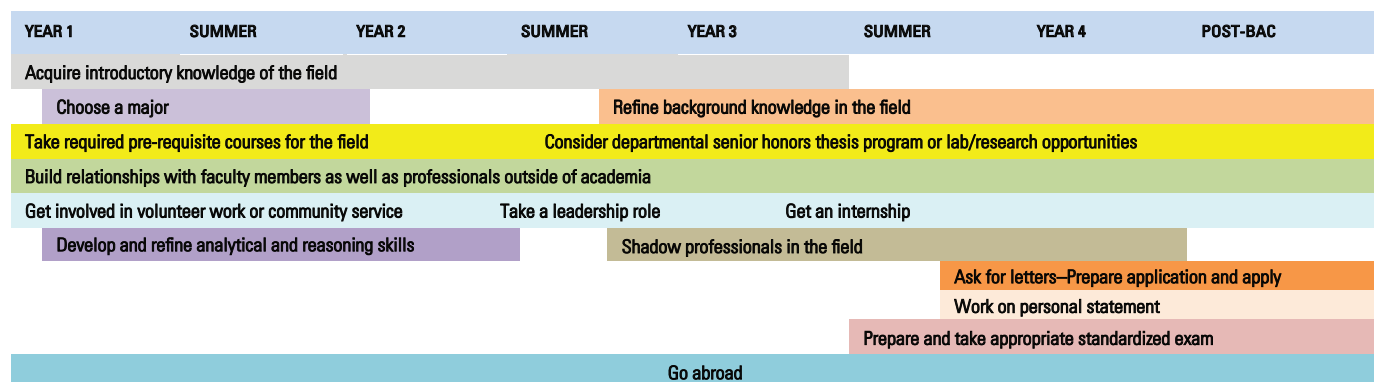 YEAR 1 SUMMER YEAR 2 SUMMER YEAR 3 SUMMER YEAR 4 POST-BAC
Acquire introductory knowledge of the field
Choose a major Refine background knowledge in the field
Take required pre-requisite courses for the field Consider departmental senior honors thesis program or lab/research opportunities
Build relationships with faculty members as well as professionals outside of academia
Get involved in volunteer work or community service Take a leadership role Get an internship
Develop and refine analytical and reasoning skills Shadow professionals in the field
Ask for letters–Prepare application and apply
Work on personal statement
Prepare and take appropriate standardized exam
Go abroad